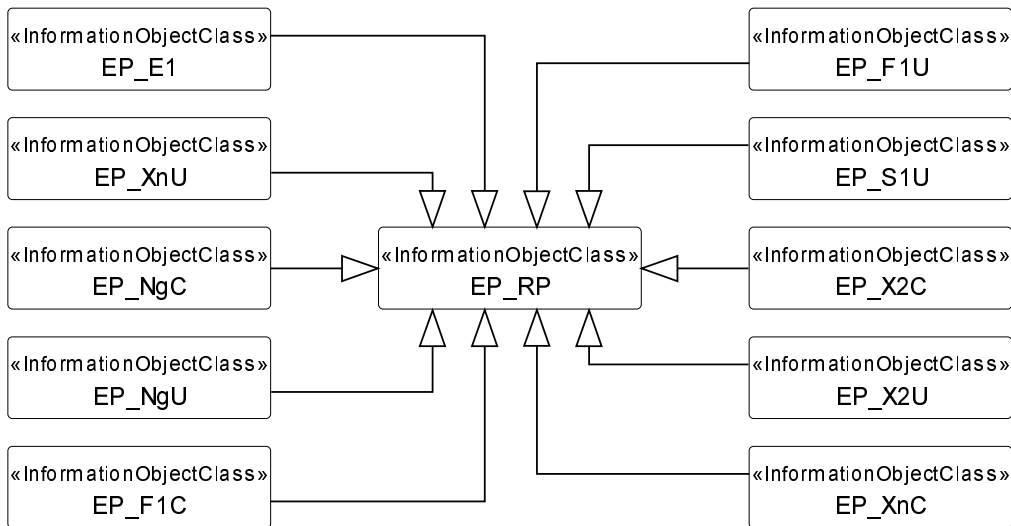 «InformationObjectClass»
EP_E1
«InformationObjectClass»
EP_XnU
«InformationObjectClass»
EP_NgC
«InformationObjectClass»
EP_NgU
«InformationObjectClass»
EP_F1C
«InformationObjectClass»
EP_RP
«InformationObjectClass»
EP_F1U
«InformationObjectClass»
EP_S1U
«InformationObjectClass»
EP_X2C
«InformationObjectClass»
EP_X2U
«InformationObjectClass»
EP_XnC